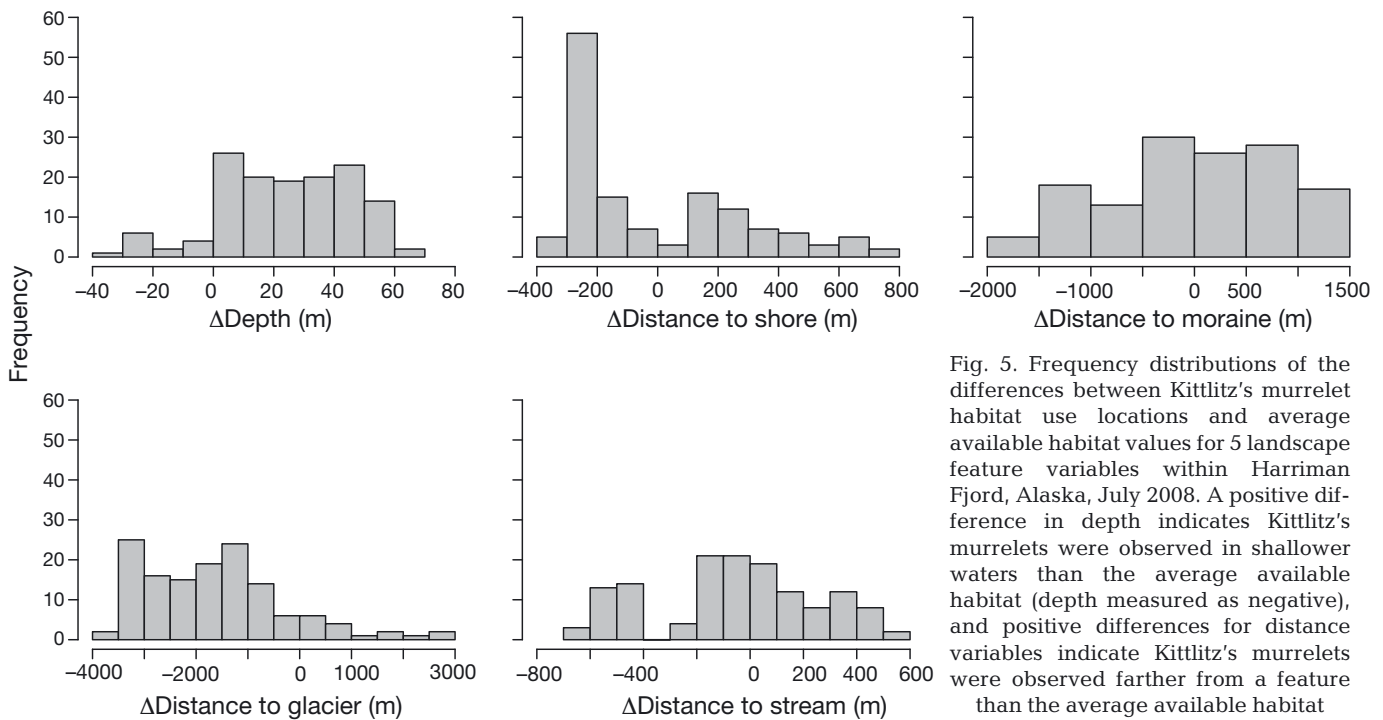 60
50
40
30
20
10
0
–40 –20 0 20 40 60 80
ΔDepth (m)
–400 –200 0 200 400 600 800
ΔDistance to shore (m)
–2000 –1000 0 500 1500
ΔDistance to moraine (m)
Frequency
60
50
40
30
20
10
0
–4000 –2000 0 1000 3000
ΔDistance to glacier (m)
–800 –400 0 200 400 600
ΔDistance to stream (m)
Fig. 5. Frequency distributions of the
differences between Kittlitz's murrelet
habitat use locations and average
available habitat values for 5 landscape
feature variables within Harriman
Fjord, Alaska, July 2008. A positive dif-
ference in depth indicates Kittlitz's
murrelets were observed in shallower
waters than the average available
habitat (depth measured as negative),
and positive differences for distance
variables indicate Kittlitz's murrelets
were observed farther from a feature
than the average available habitat